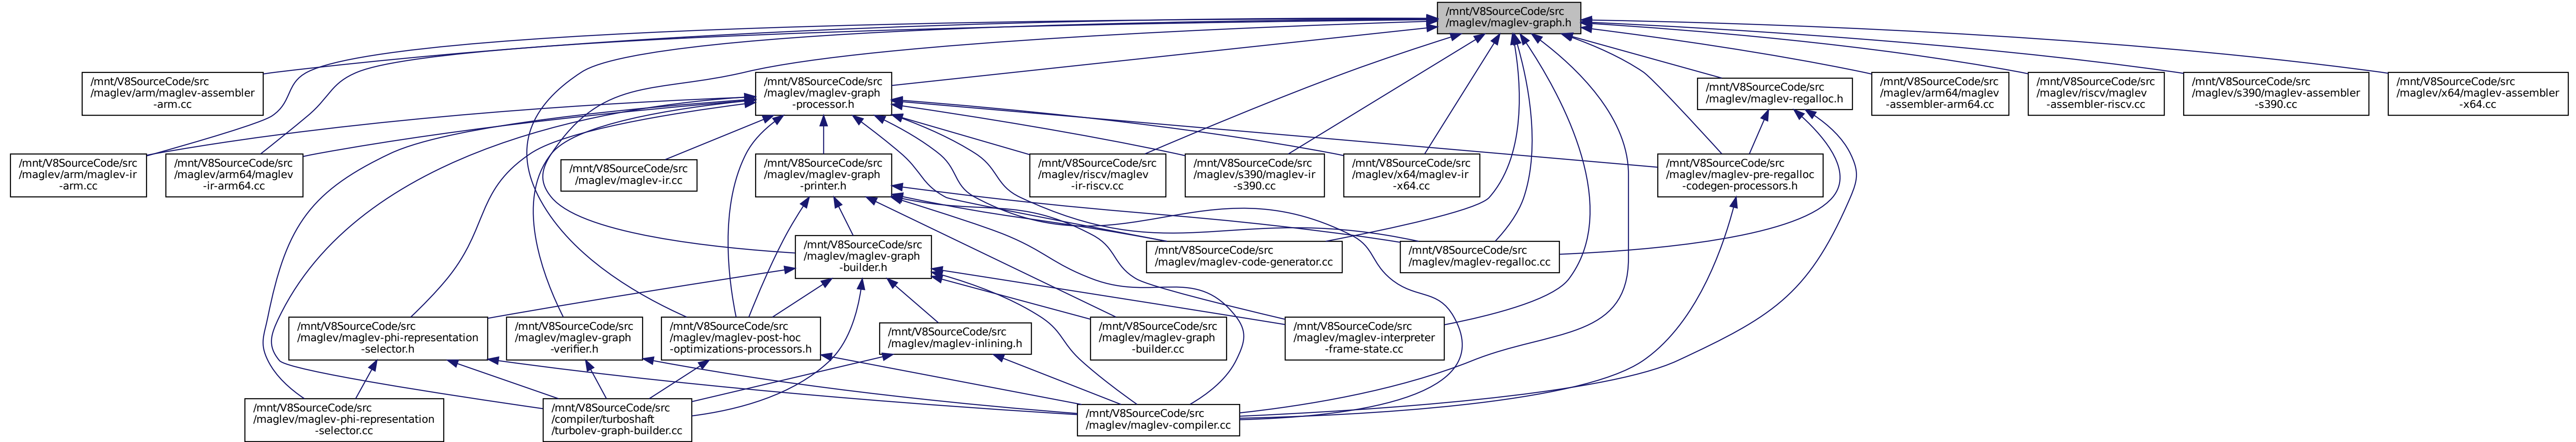 /mnt/V8SourceCode/src
/maglev/maglev-graph.h
/mnt/V8SourceCode/src
/maglev/arm/maglev-assembler
-arm.cc
/mnt/V8SourceCode/src
/maglev/maglev-graph
-processor.h
/mnt/V8SourceCode/src
/maglev/maglev-regalloc.h
/mnt/V8SourceCode/src
/maglev/arm64/maglev
-assembler-arm64.cc
/mnt/V8SourceCode/src
/maglev/riscv/maglev
-assembler-riscv.cc
/mnt/V8SourceCode/src
/maglev/s390/maglev-assembler
-s390.cc
/mnt/V8SourceCode/src
/maglev/x64/maglev-assembler
-x64.cc
/mnt/V8SourceCode/src
/maglev/arm/maglev-ir
-arm.cc
/mnt/V8SourceCode/src
/maglev/arm64/maglev
-ir-arm64.cc
/mnt/V8SourceCode/src
/maglev/maglev-ir.cc
/mnt/V8SourceCode/src
/maglev/maglev-graph
-printer.h
/mnt/V8SourceCode/src
/maglev/riscv/maglev
-ir-riscv.cc
/mnt/V8SourceCode/src
/maglev/s390/maglev-ir
-s390.cc
/mnt/V8SourceCode/src
/maglev/x64/maglev-ir
-x64.cc
/mnt/V8SourceCode/src
/maglev/maglev-pre-regalloc
-codegen-processors.h
/mnt/V8SourceCode/src
/maglev/maglev-graph
-builder.h
/mnt/V8SourceCode/src
/maglev/maglev-code-generator.cc
/mnt/V8SourceCode/src
/maglev/maglev-regalloc.cc
/mnt/V8SourceCode/src
/maglev/maglev-phi-representation
-selector.h
/mnt/V8SourceCode/src
/maglev/maglev-graph
-verifier.h
/mnt/V8SourceCode/src
/maglev/maglev-post-hoc
-optimizations-processors.h
/mnt/V8SourceCode/src
/maglev/maglev-inlining.h
/mnt/V8SourceCode/src
/maglev/maglev-graph
-builder.cc
/mnt/V8SourceCode/src
/maglev/maglev-interpreter
-frame-state.cc
/mnt/V8SourceCode/src
/maglev/maglev-phi-representation
-selector.cc
/mnt/V8SourceCode/src
/compiler/turboshaft
/turbolev-graph-builder.cc
/mnt/V8SourceCode/src
/maglev/maglev-compiler.cc